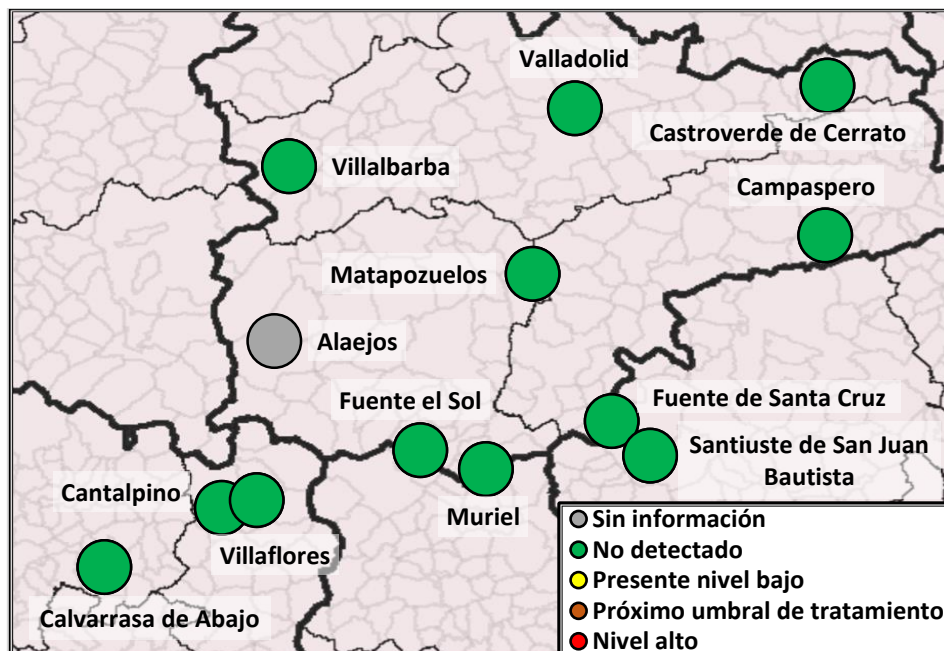 Valladolid
Castroverde de Cerrato
Villalbarba
Campaspero
Matapozuelos
Alaejos
Fuente el Sol
Fuente de Santa Cruz
Santiuste de San Juan
Bautista
Cantalpino
Muriel
Villaflores
Calvarrasa de Abajo
Sin información
No detectado
Presente nivel bajo
Próximo umbral de tratamiento
Nivel alto